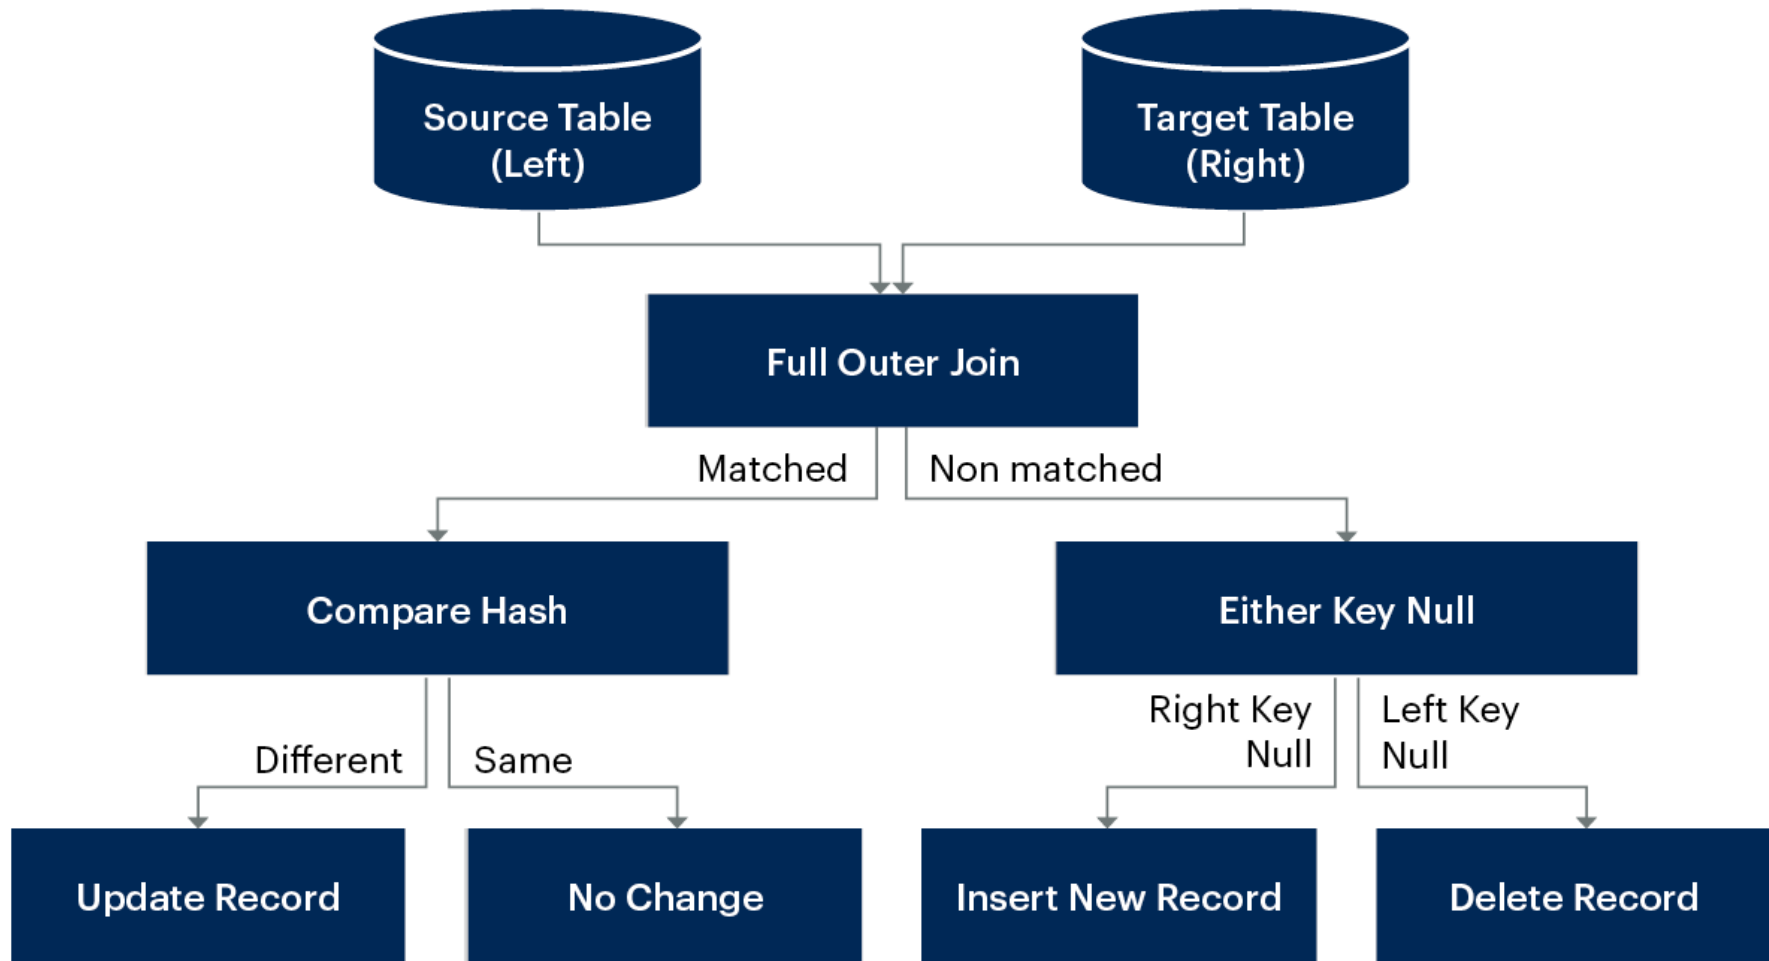 Source Table
(Left)
Target Table
(Right)
Full Outer Join
Matched
Non matched
Compare Hash
Either Key Null
Different
Same
Right Key
Null
Left Key
Null
Update Record
No Change
Insert New Record
Delete Record